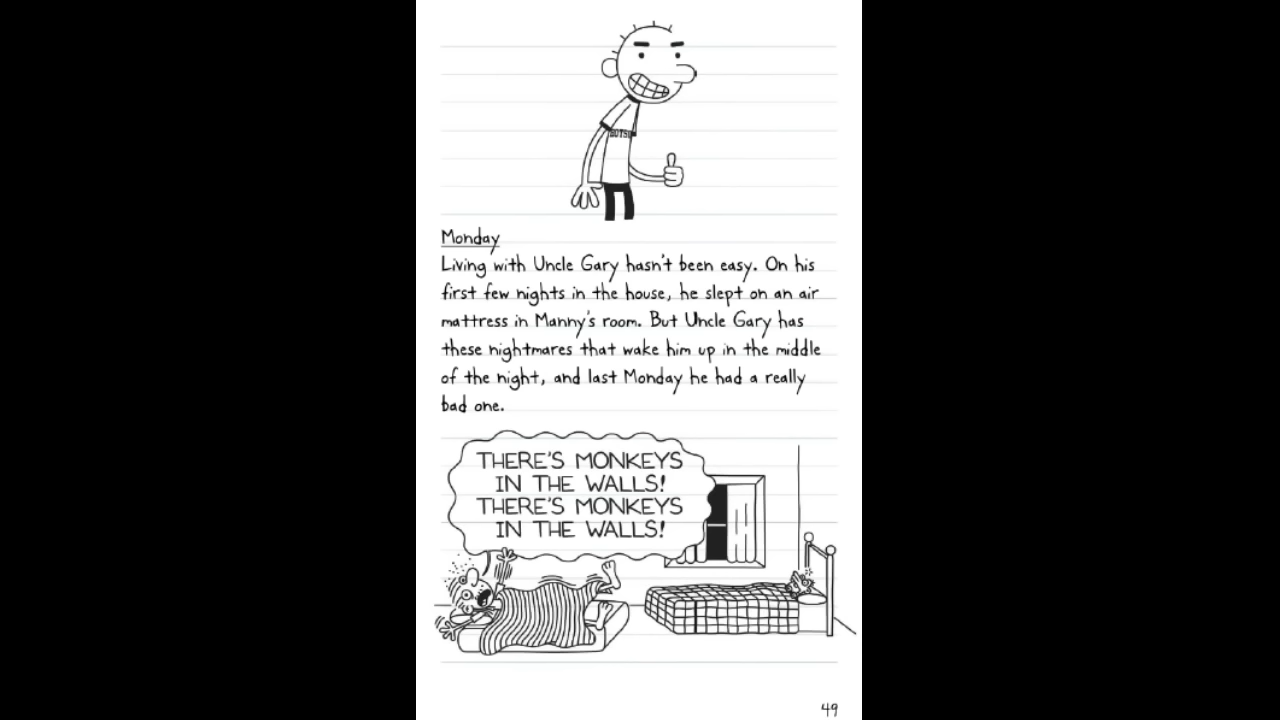 BOTSI
Monday
Living with Uncle Gary hasn't been easy. On his
first few nights in the house, he slept on an air
mattress in Manny's room. But Uncle Gary has
these nightmares that wake him up in the middle
of the night, and last Monday he had a really
bad one.
THERE'S MONKEYS
IN THE WALLS!
THERE'S MONKEYS
IN THE WALLS!
49